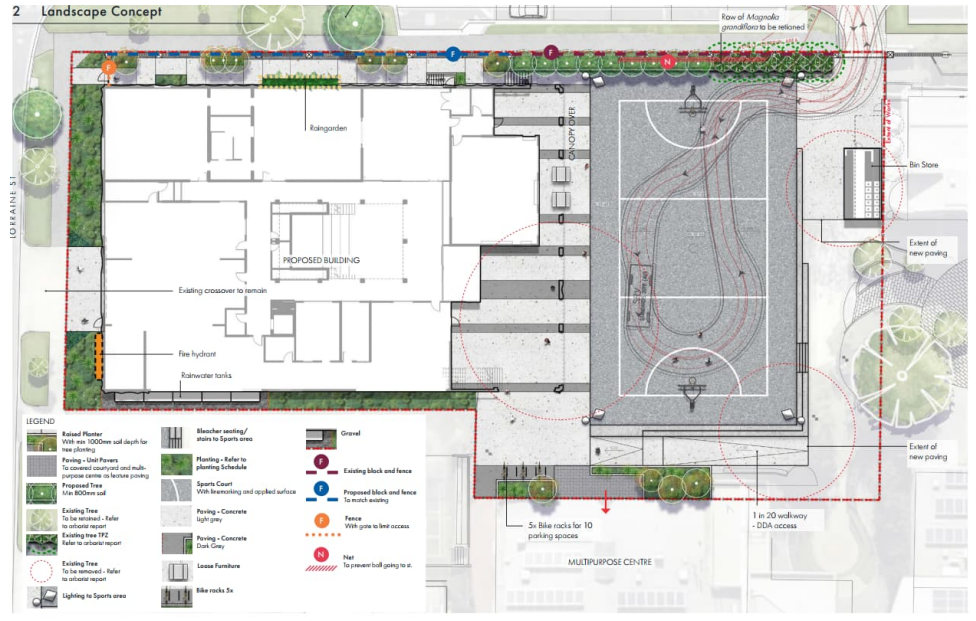 2 Landscape Concept
Row of Magnolia
grandiflora to be retained
F
F
F
F
N
Raingarden
CANOPY OVER
Extent of Works
Bin Store
LORRAINE ST
PROPOSED BUILDING
Extent of
new paving
Existing crossover to remain
Fire hydrant
Rainwater tanks
Extent of
new paving
1 in 20 walkway
- DDA access
5x Bike racks for 10
parking spaces
MULTIPURPOSE CENTRE
LEGEND
Raised Planter
With min 1000mm soil depth for
tree planting
Paving - Unit Pavers
To covered courtyard and multi-
purpose centre as feature paving
Proposed Tree
Min 800mm soil
Existing Tree
To be retained - Refer
to arborist report
Existing tree TPZ
Refer to arborist report
Existing Tree
To be removed - Refer
to arborist report
Lighting to Sports area
Bleacher seating/
stairs to Sports area
Planting - Refer to
planting Schedule
Sports Court
With linemarking and applied surface
Paving - Concrete
Light grey
Paving - Concrete
Dark Grey
Loose Furniture
Bike racks 5x
Gravel
F
Existing block and fence
F
Proposed block and fence
To match existing
F
Fence
With gate to limit access
N
Net
To prevent ball going to st.